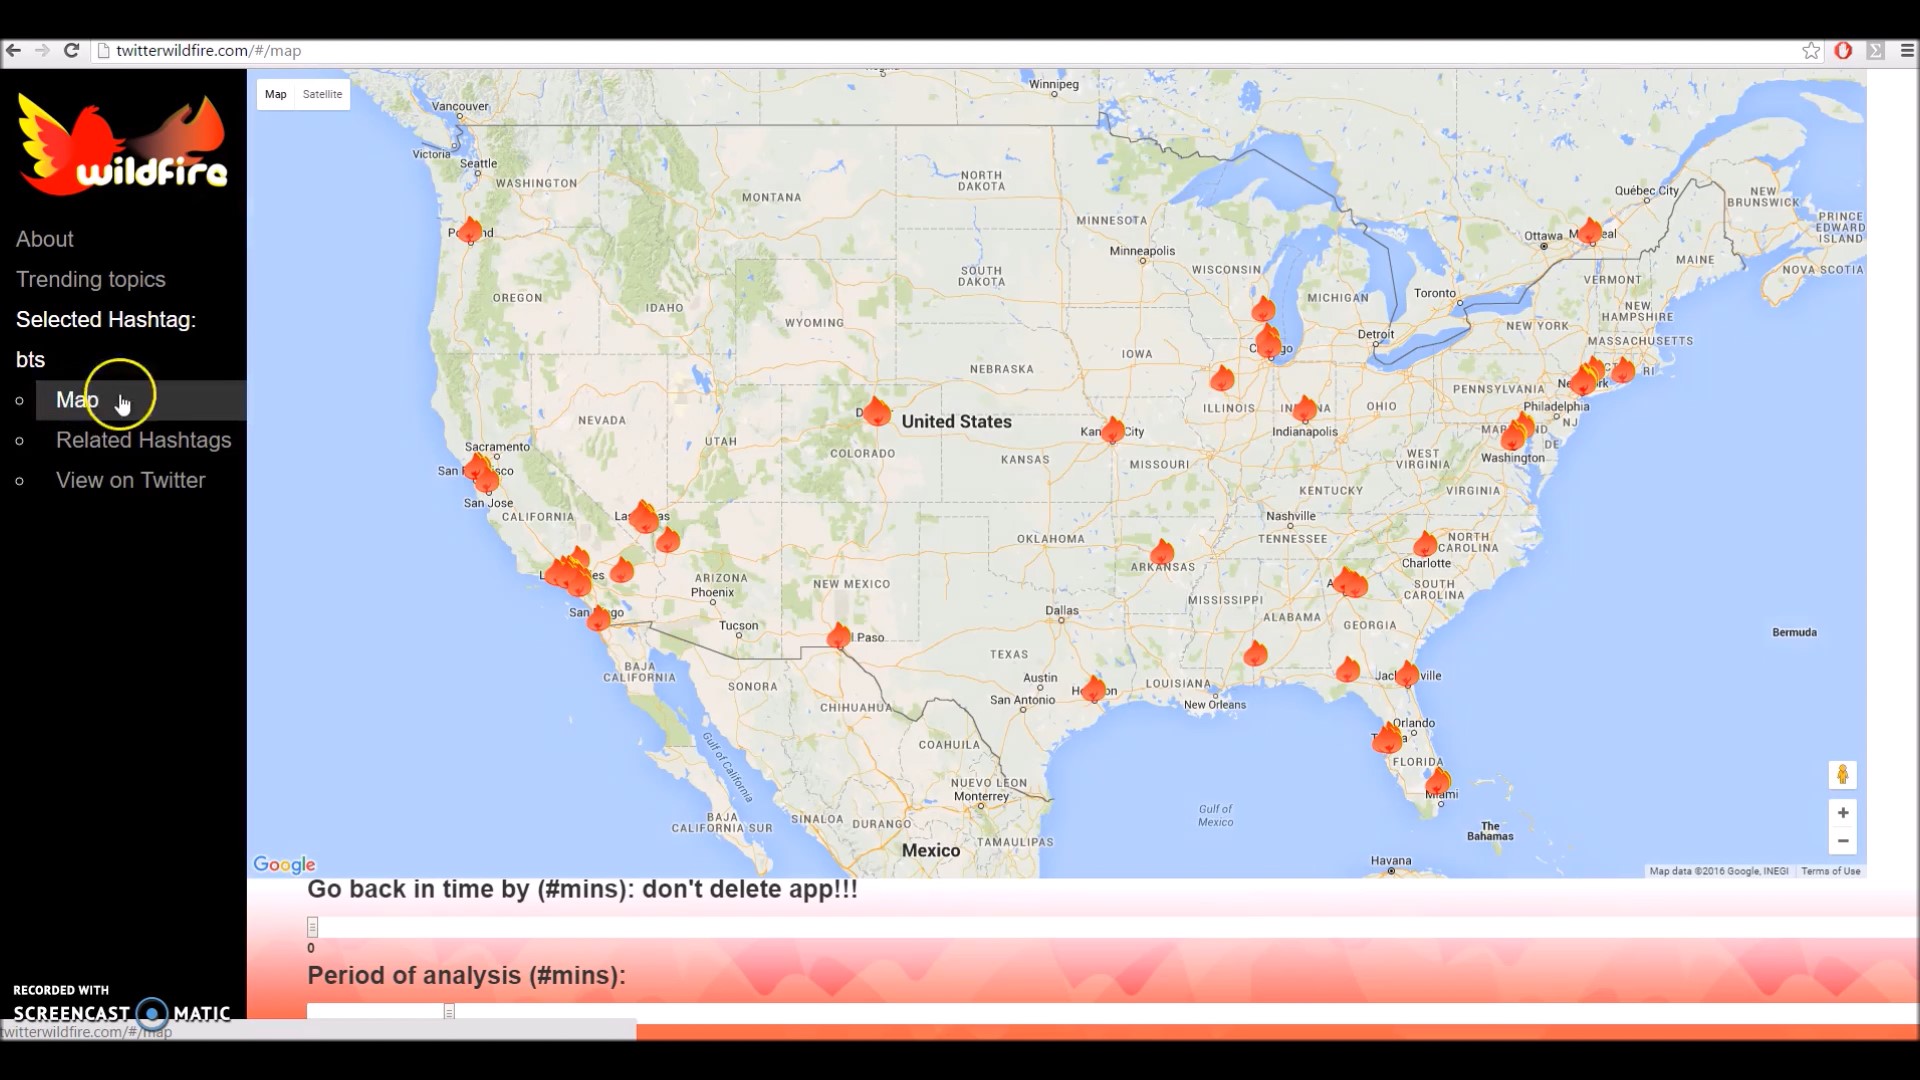 twitterwildfire.com/#/map
wildfire
About
Trending topics
Selected Hashtag:
bts
Map
Related Hashtags
View on Twitter
RECORDED WITH
SCREENCAST MATIC
twitterwildfire.com/#/map
Map Satellite
Winnipeg
Vancouver
Victoria
Seattle
WASHINGTON
MONTANA
NORTH
DAKOTA
MINNESOTA
Québec City
NEW
BRUNSWICK
PRINCE
EDWARD
ISLAND
NOVA SCOTIA
Ottawa
MAINE
Minneapolis
SOUTH
DAKOTA
WISCONSIN
MICHIGAN
Toronto
VERMONT
NEW
HAMPSHIRE
NEW YORK
MASSACHUSETTS
OREGON
IDAHO
WYOMING
Detroit
IOWA
NEBRASKA
RI
PENNSYLVANIA
Philadelphia
NJ
ILLINOIS
OHIO
Indianapolis
DE
NEVADA
UTAH
United States
COLORADO
City
KANSAS
MISSOURI
WEST
VIRGINIA
Washington
VIRGINIA
KENTUCKY
Sacramento
San
San Jose
CALIFORNIA
Nashville
TENNESSEE
NORTH
CAROLINA
Charlotte
OKLAHOMA
ARKANSAS
ARIZONA
Phoenix
NEW MEXICO
SOUTH
CAROLINA
MISSISSIPPI
ALABAMA
GEORGIA
Dallas
Tucson
Paso
TEXAS
BAJA
CALIFORNIA
SONORA
Austin
San Antonio
LOUISIANA
New Orleans
CHIHUAHUA
Orlando
FLORIDA
Miami
Bermuda
COAHUILA
Gulf of California
NUEVO LEON
Monterrey
Gulf of
Mexico
The
Bahamas
BAJA
CALIFORNIA SUR
SINALOA
DURANGO
TAMAULIPAS
Mexico
Havana
Google
Map data ©2016 Google, INEGI Terms of Use
Go back in time by (#mins): don't delete app!!!
0
Period of analysis (#mins):